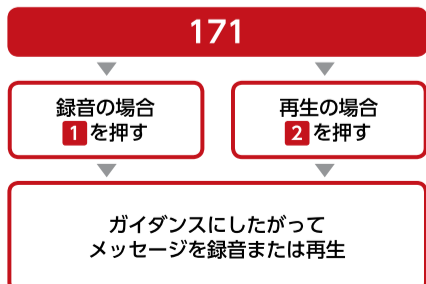 171
録音の場合
1を押す
再生の場合
2を押す
ガイダンスにしたがって
メッセージを録音または再生